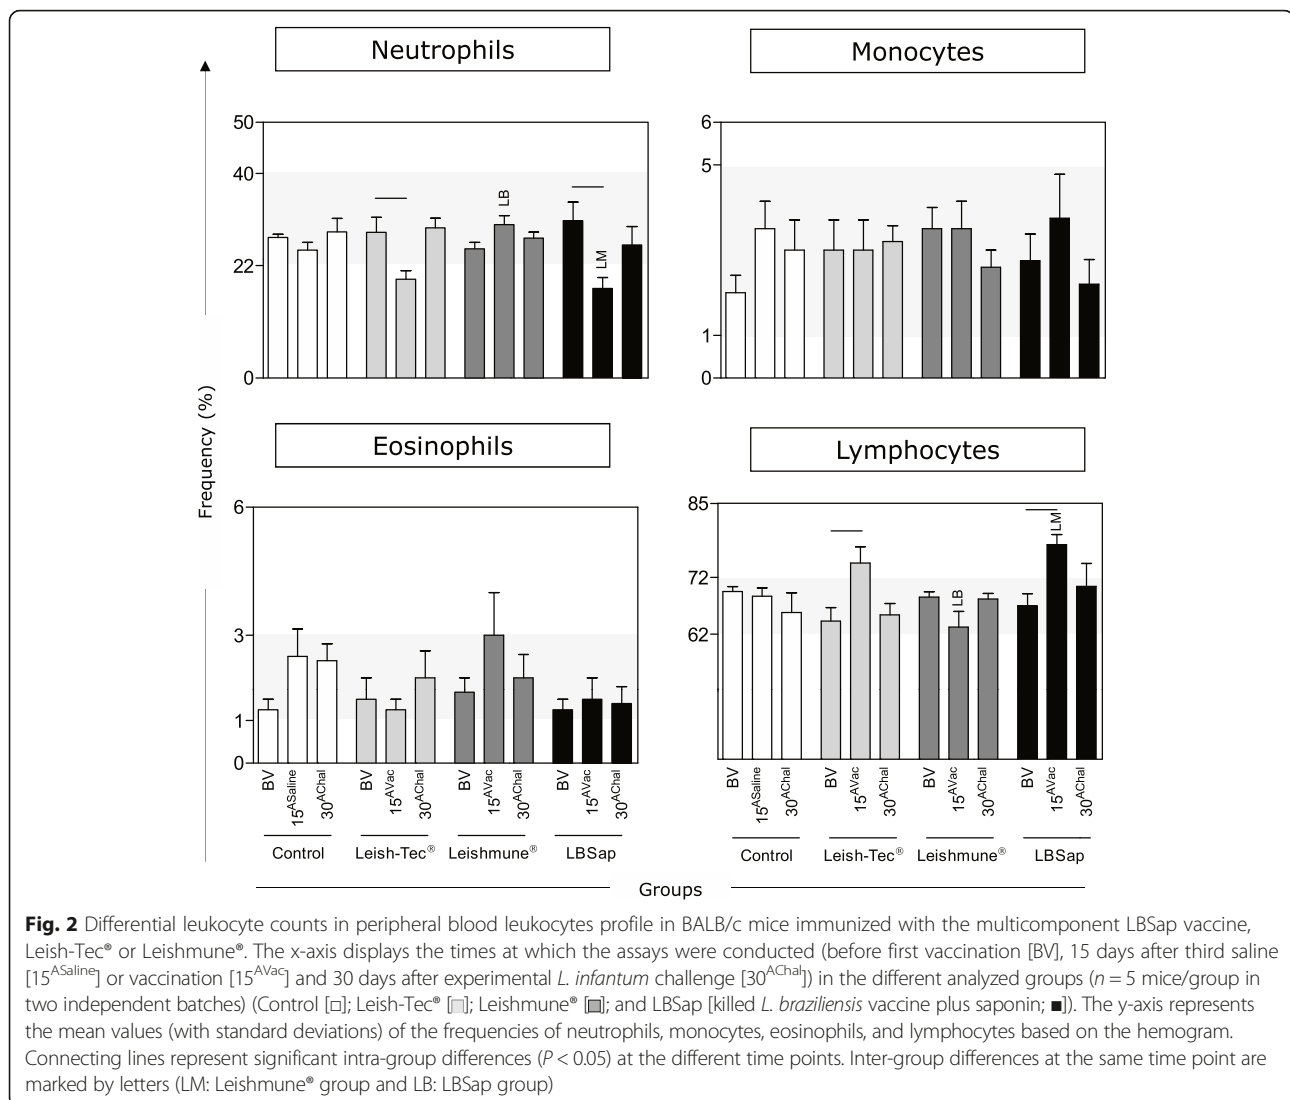 Neutrophils
Monocytes
50
40
22
0
LB
LM
6
5
1
0
Frequency (%)
Eosinophils
Lymphocytes
6
3
1
0
BV
15ASaline
30AChal
BV
15AVac
30AChal
BV
15AVac
30AChal
BV
15AVac
30AChal
Control
Leish-Tec®
Leishmune®
LBSap
85
72
62
LB
LM
BV
15ASaline
30AChal
BV
15AVac
30AChal
BV
15AVac
30AChal
BV
15AVac
30AChal
Control
Leish-Tec®
Leishmune®
LBSap
Groups
Fig. 2 Differential leukocyte counts in peripheral blood leukocytes profile in BALB/c mice immunized with the multicomponent LBSap vaccine,
Leish-Tec® or Leishmune®. The x-axis displays the times at which the assays were conducted (before first vaccination [BV], 15 days after third saline
[15ASaline] or vaccination [15AVac] and 30 days after experimental L. infantum challenge [30AChal]) in the different analyzed groups (n = 5 mice/group in
two independent batches) (Control [□]; Leish-Tec® [□]; Leishmune® [■]; and LBSap [killed L. braziliensis vaccine plus saponin; ■]). The y-axis represents
the mean values (with standard deviations) of the frequencies of neutrophils, monocytes, eosinophils, and lymphocytes based on the hemogram.
Connecting lines represent significant intra-group differences (P < 0.05) at the different time points. Inter-group differences at the same time point are
marked by letters (LM: Leishmune® group and LB: LBSap group)